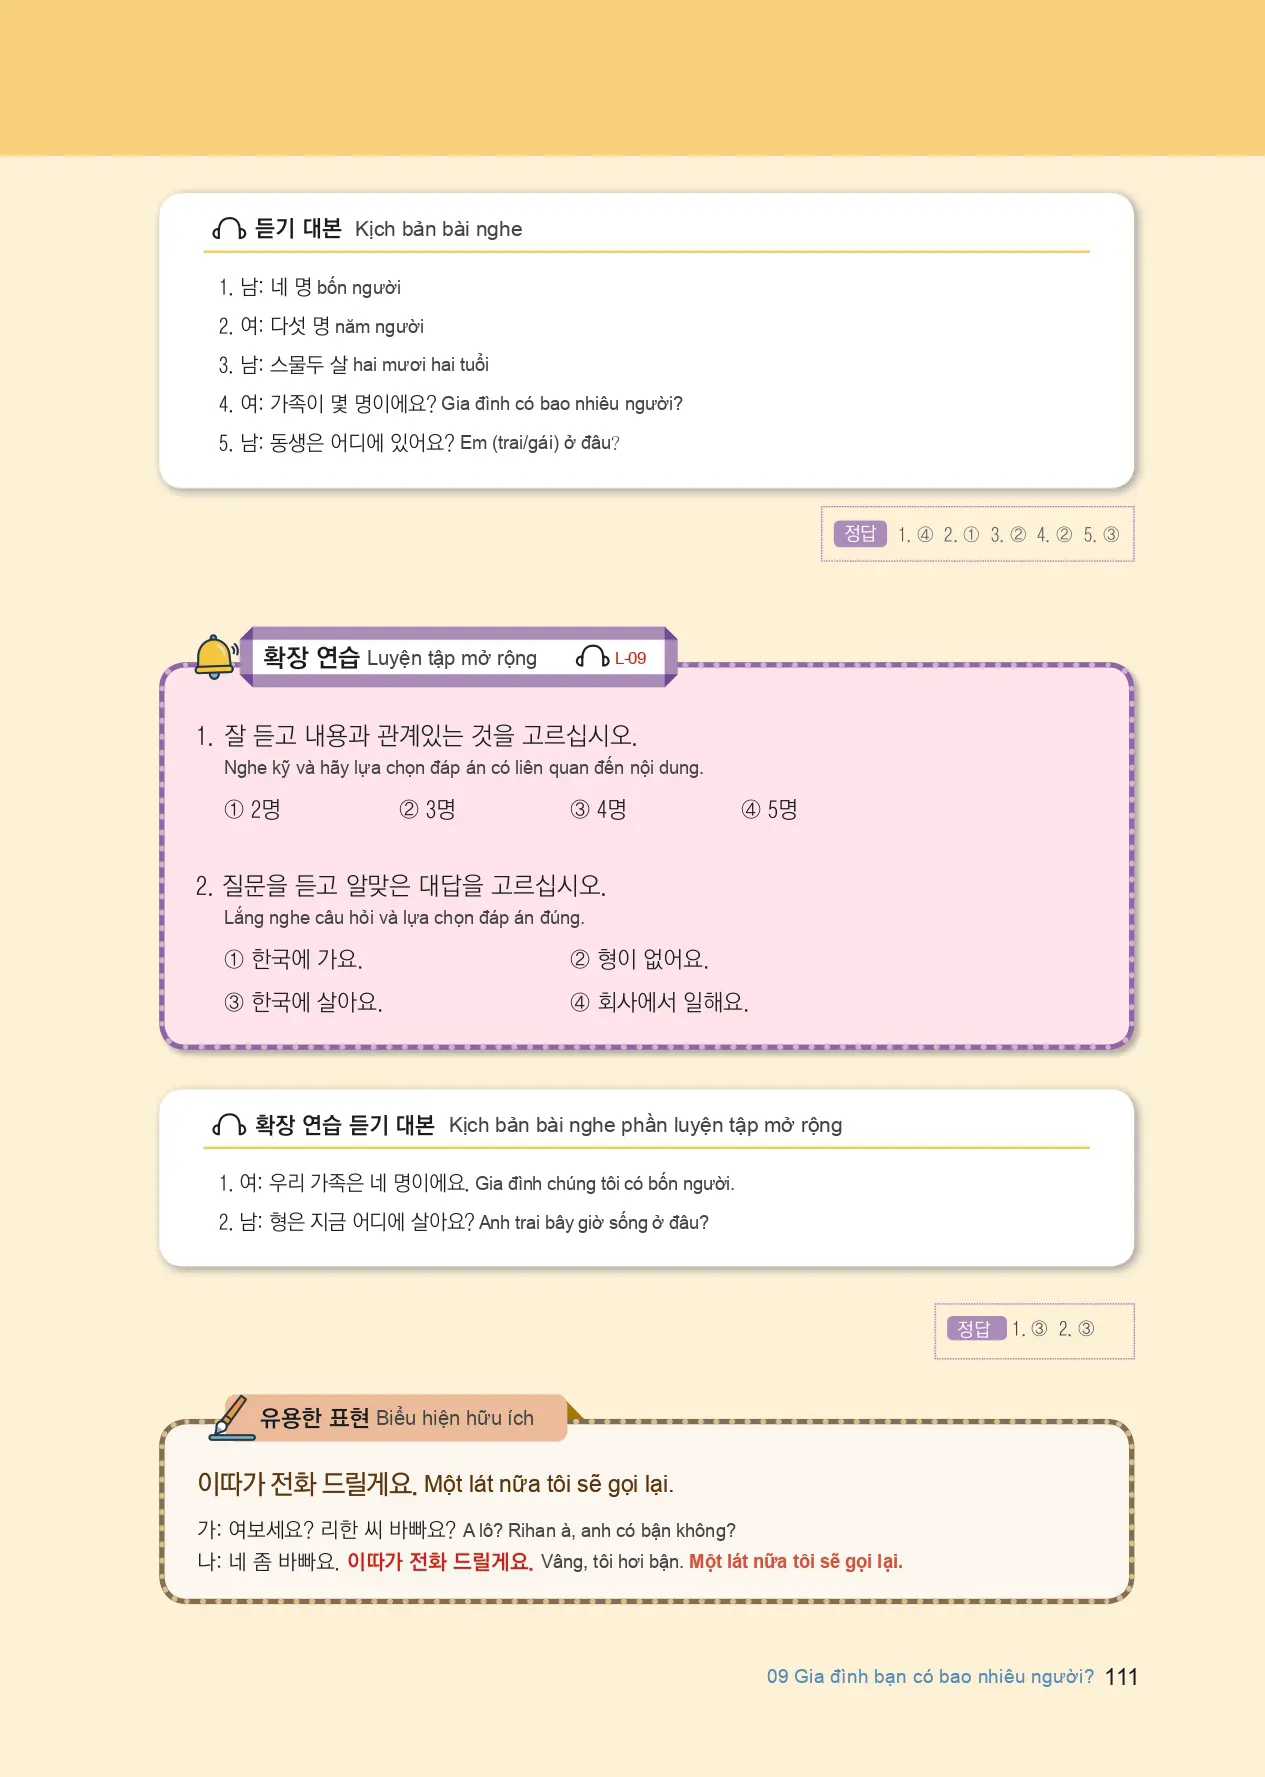 듣기 대본 Kịch bản bài nghe
1. 남: 네 명 bốn người
2. 여: 다섯 명 năm người
3. 남: 스물두 살 hai mươi hai tuổi
4. 여: 가족이 몇 명이에요? Gia đình có bao nhiêu người?
5. 남: 동생은 어디에 있어요? Em (trai/gái) ở đâu?
정답 1. ④ 2. ① 3. ② 4. ② 5. ③
확장 연습 Luyện tập mở rộng L-09
1. 잘 듣고 내용과 관계있는 것을 고르십시오.
Nghe kỹ và hãy lựa chọn đáp án có liên quan đến nội dung.
① 2명 ② 3명 ③ 4명 ④ 5명
2. 질문을 듣고 알맞은 대답을 고르십시오.
Lắng nghe câu hỏi và lựa chọn đáp án đúng.
① 한국에 가요. ② 형이 없어요.
③ 한국에 살아요. ④ 회사에서 일해요.
확장 연습 듣기 대본 Kịch bản bài nghe phần luyện tập mở rộng
1. 여: 우리 가족은 네 명이에요. Gia đình chúng tôi có bốn người.
2. 남: 형은 지금 어디에 살아요? Anh trai bây giờ sống ở đâu?
정답 1. ③ 2. ③
유용한 표현 Biểu hiện hữu ích
이따가 전화 드릴게요. Một lát nữa tôi sẽ gọi lại.
가: 여보세요? 리한 씨 바빠요? A lô? Rihan à, anh có bận không?
나: 네 좀 바빠요. 이따가 전화 드릴게요. Vâng, tôi hơi bận. Một lát nữa tôi sẽ gọi lại.
09 Gia đình bạn có bao nhiêu người? 111